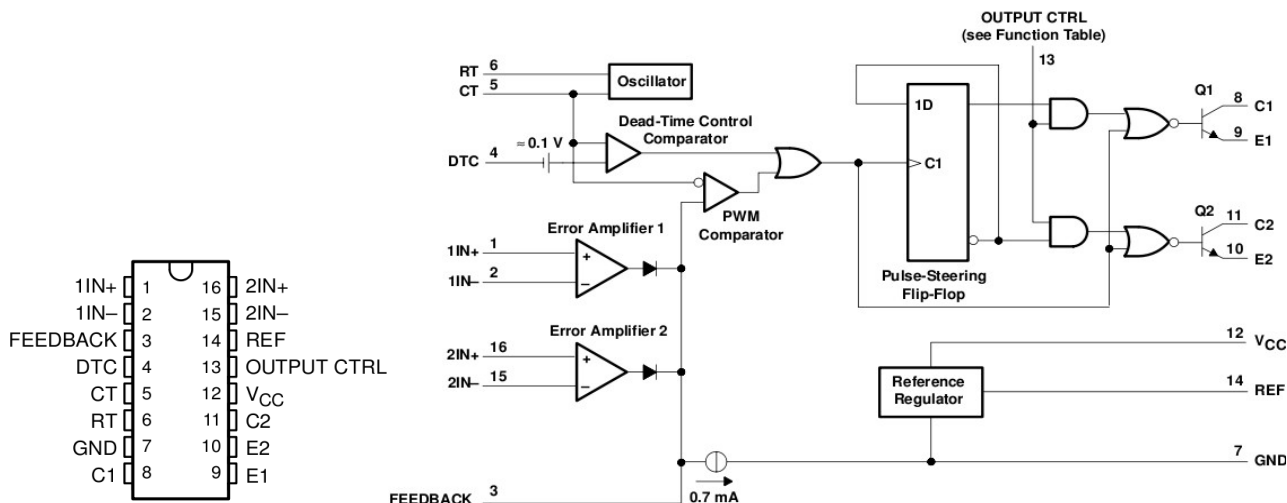 1IN+ 1 16 2IN+
1IN– 2 15 2IN–
FEEDBACK 3 14 REF
DTC 4 13 OUTPUT CTRL
CT 5 12 VCC
RT 6 11 C2
GND 7 10 E2
C1 8 9 E1
OUTPUT CTRL
(see Function Table)
13
RT 6
CT 5
Oscillator
Dead-Time Control
Comparator
≈ 0.1 V
DTC 4
PWM
Comparator
Error Amplifier 1
1IN+ 1
1IN– 2
+
–
Error Amplifier 2
2IN+ 16
2IN– 15
+
–
FEEDBACK 3
0.7 mA
1D
C1
Pulse-Steering
Flip-Flop
Q1
8 C1
9 E1
Q2
11 C2
10 E2
Reference
Regulator
12 VCC
14 REF
7 GND